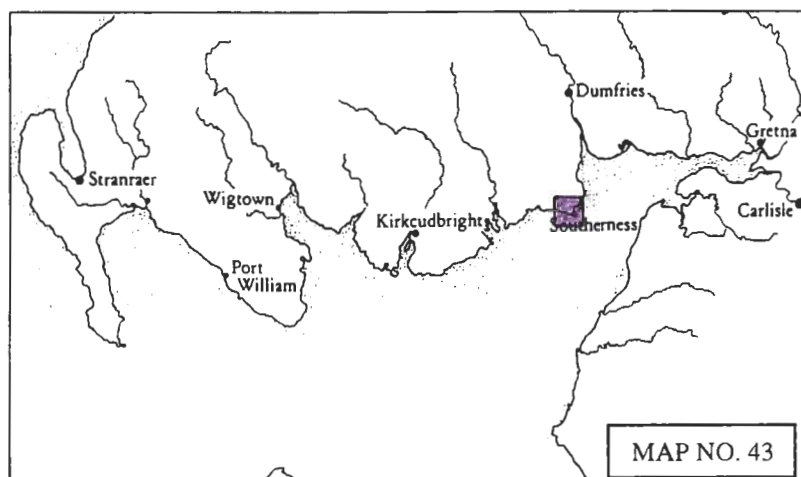 Dumfries
Gretna
Stranraer
Wigtown
Kirkcudbright
Carlisle
Southerness
Port
William
MAP NO. 43